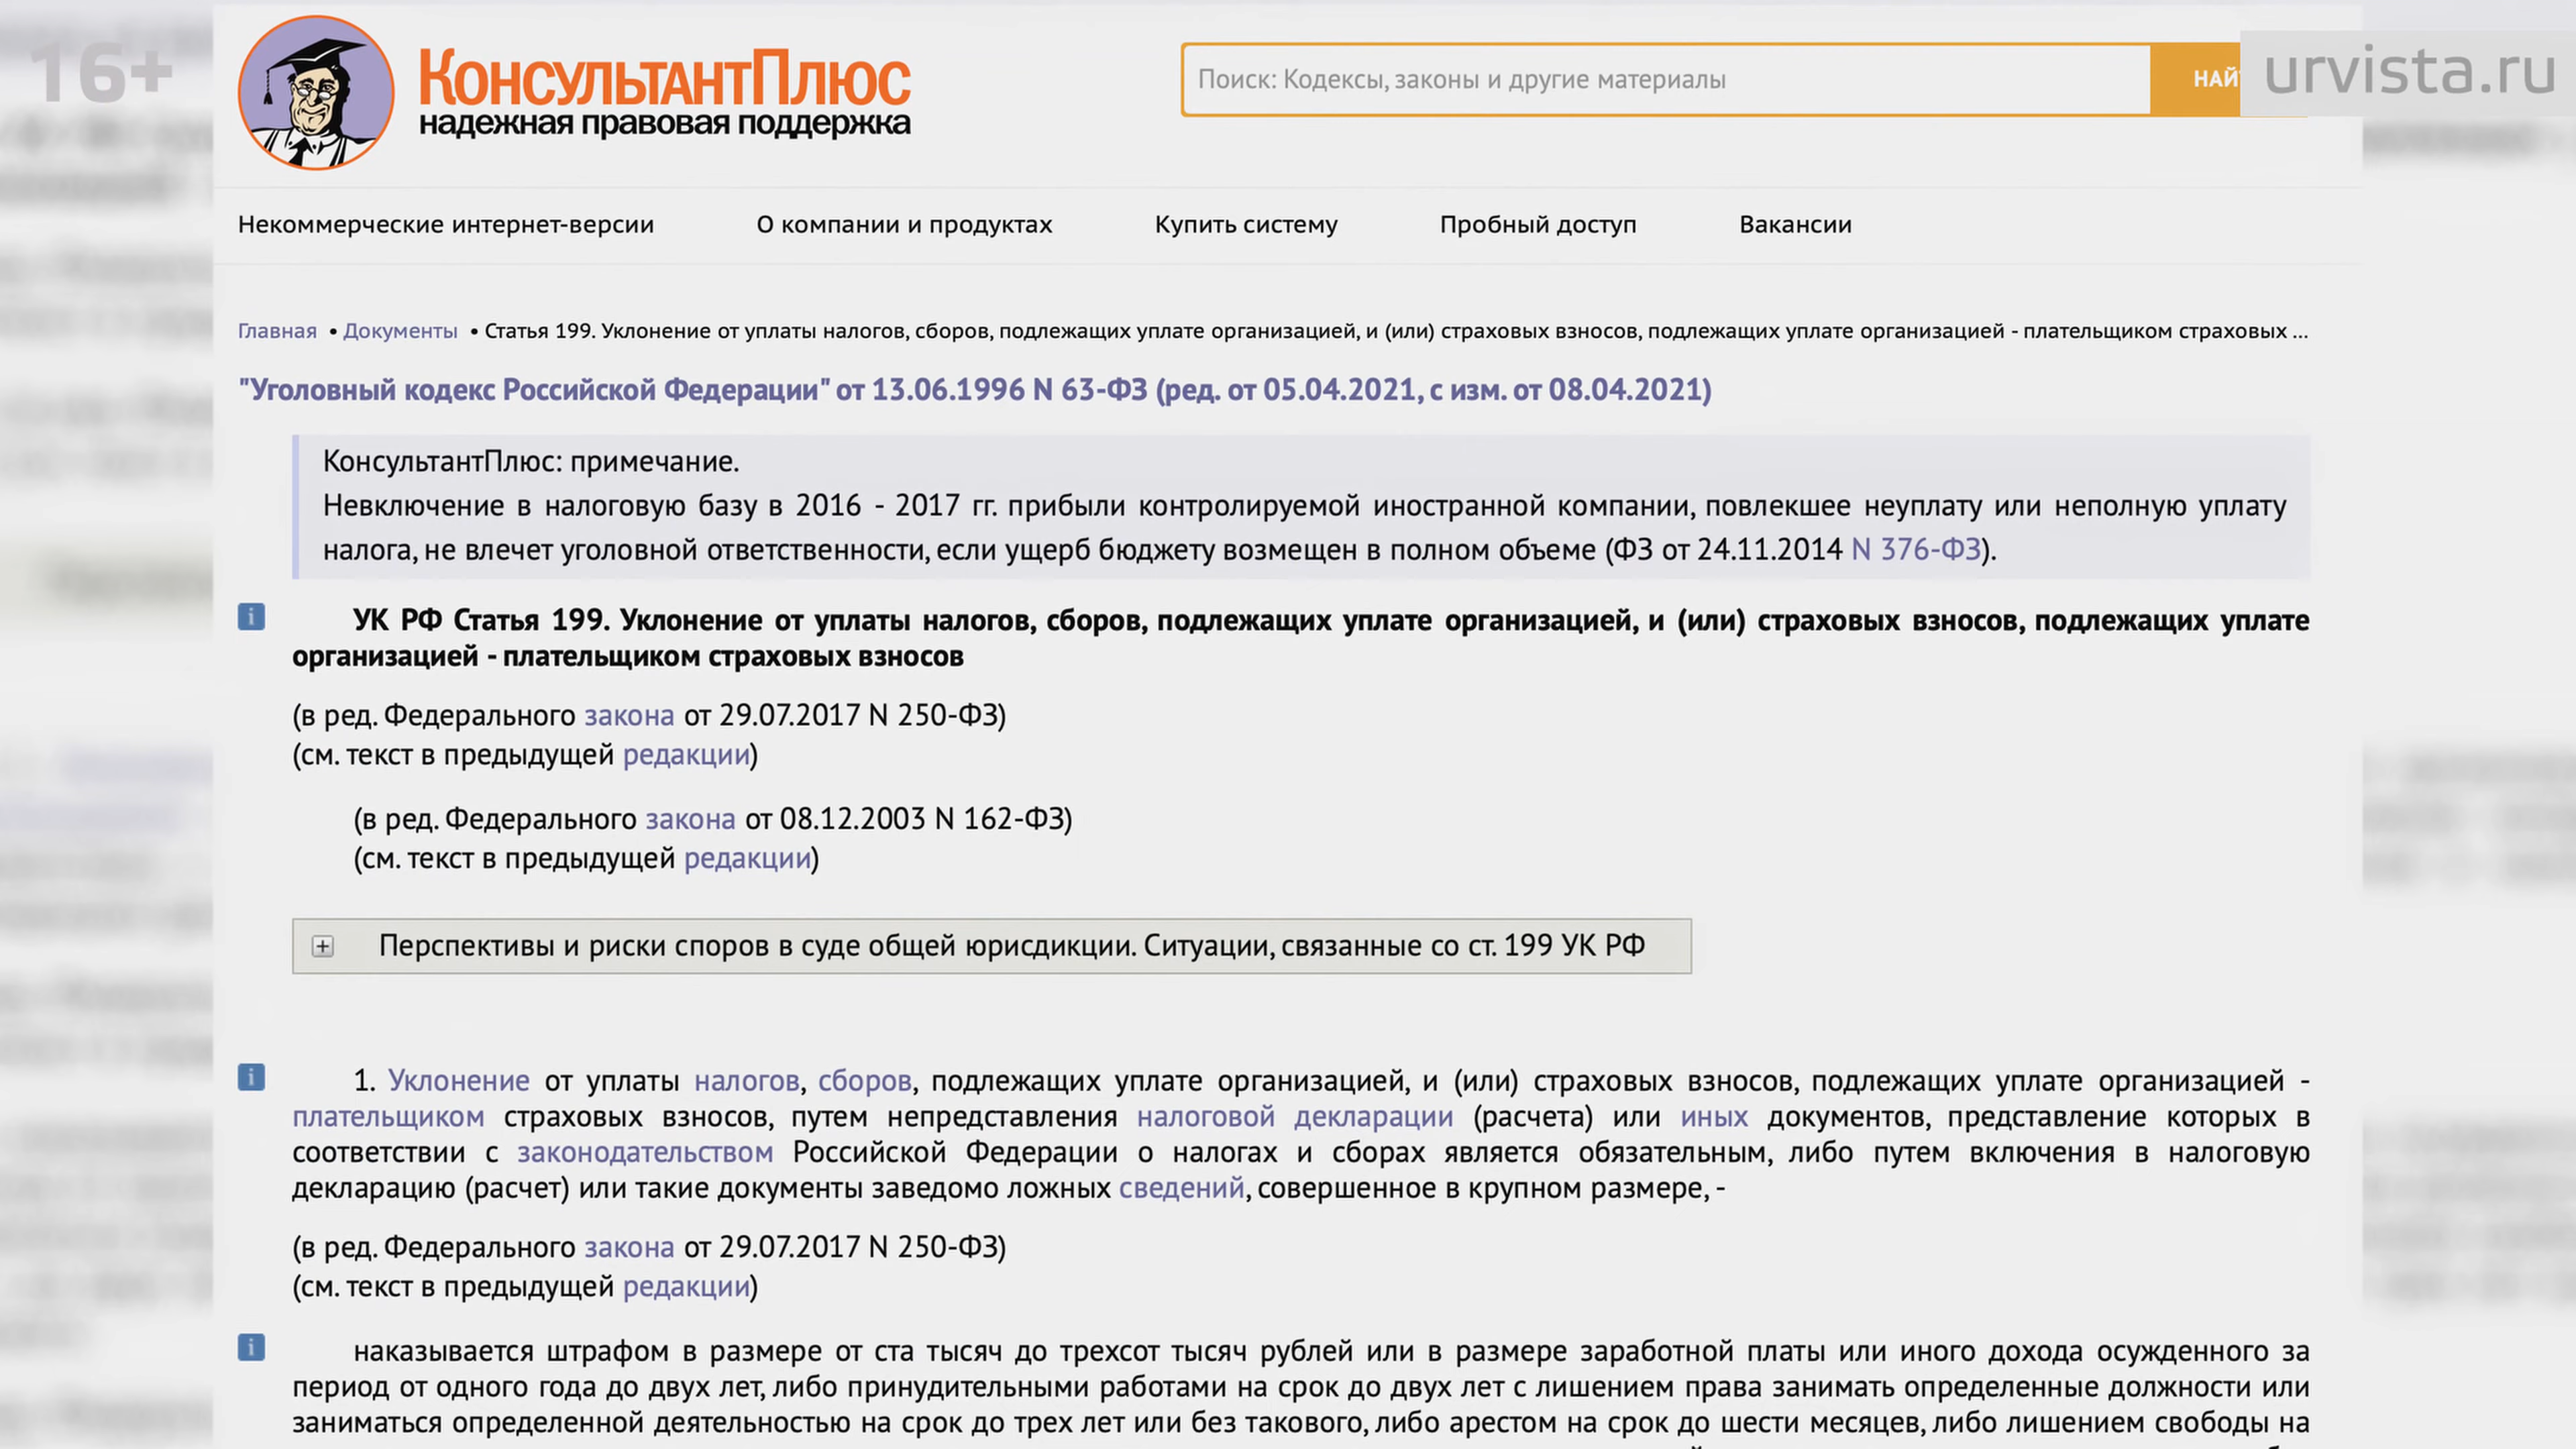 16+
КонсультантПлюс
надежная правовая поддержка
Поиск: Кодексы, законы и другие материалы
НАЙ
urvista.ru
Некоммерческие интернет-версии О компании и продуктах Купить систему Пробный доступ Вакансии
Главная • Документы • Статья 199. Уклонение от уплаты налогов, сборов, подлежащих уплате организацией, и (или) страховых взносов, подлежащих уплате организацией - плательщиком страховых ...
"Уголовный кодекс Российской Федерации" от 13.06.1996 N 63-ФЗ (ред. от 05.04.2021, с изм. от 08.04.2021)
КонсультантПлюс: примечание.
Невключение в налоговую базу в 2016 - 2017 гг. прибыли контролируемой иностранной компании, повлекшее неуплату или неполную уплату
налога, не влечет уголовной ответственности, если ущерб бюджету возмещен в полном объеме (ФЗ от 24.11.2014 N 376-ФЗ).
УК РФ Статья 199. Уклонение от уплаты налогов, сборов, подлежащих уплате организацией, и (или) страховых взносов, подлежащих уплате
организацией - плательщиком страховых взносов
(в ред. Федерального закона от 29.07.2017 N 250-ФЗ)
(см. текст в предыдущей редакции)
(в ред. Федерального закона от 08.12.2003 N 162-ФЗ)
(см. текст в предыдущей редакции)
Перспективы и риски споров в суде общей юрисдикции. Ситуации, связанные со ст. 199 УК РФ
1. Уклонение от уплаты налогов, сборов, подлежащих уплате организацией, и (или) страховых взносов, подлежащих уплате организацией -
плательщиком страховых взносов, путем непредставления налоговой декларации (расчета) или иных документов, представление которых в
соответствии с законодательством Российской Федерации о налогах и сборах является обязательным, либо путем включения в налоговую
декларацию (расчет) или такие документы заведомо ложных сведений, совершенное в крупном размере, -
(в ред. Федерального закона от 29.07.2017 N 250-ФЗ)
(см. текст в предыдущей редакции)
наказывается штрафом в размере от ста тысяч до трехсот тысяч рублей или в размере заработной платы или иного дохода осужденного за
период от одного года до двух лет, либо принудительными работами на срок до двух лет с лишением права занимать определенные должности или
заниматься определенной деятельностью на срок до трех лет или без такового, либо арестом на срок до шести месяцев, либо лишением свободы на